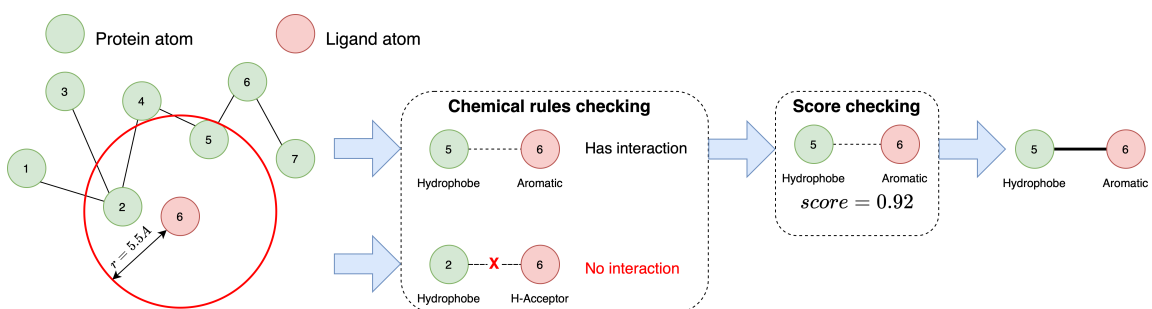 Protein atom
Ligand atom
3
4
6
5
1
7
2
6
r = 5.5A
Chemical rules checking
5
6
Has interaction
Hydrophobe
Aromatic
2
X
6
No interaction
Hydrophobe
H-Acceptor
Score checking
5
6
Hydrophobe
Aromatic
score = 0.92
5
6
Hydrophobe
Aromatic